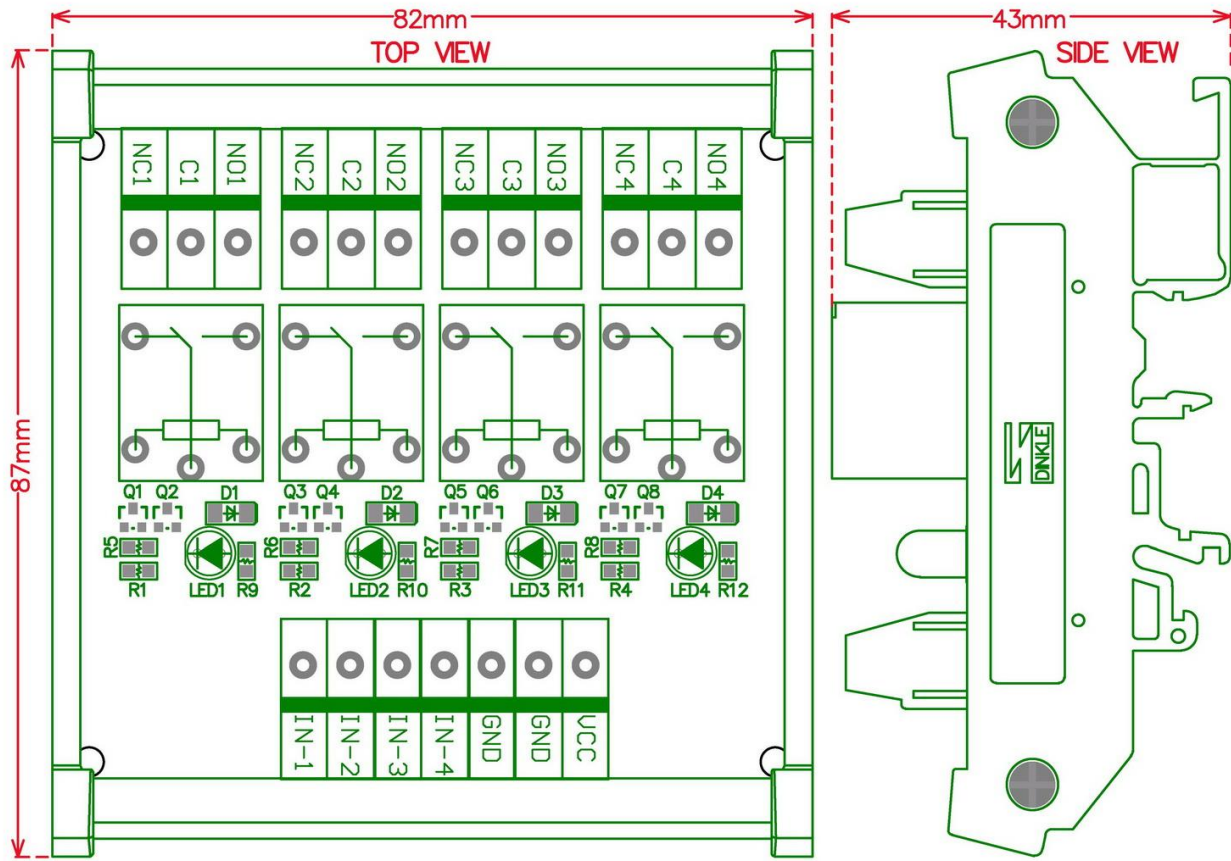 82mm
43mm
TOP VIEW
SIDE VIEW
87mm
NC1 C1 NO1 NC2 C2 NO2 NC3 C3 NO3 NC4 C4 NO4
DINKLE
Q1 Q2 D1 Q3 Q4 D2 Q5 Q6 D3 Q7 Q8 D4
R5 R6 R7 R8
R1 LED1 R9 R2 LED2 R10 R3 LED3 R11 R4 LED4 R12
IN-1 IN-2 IN-3 IN-4 GND GND VCC